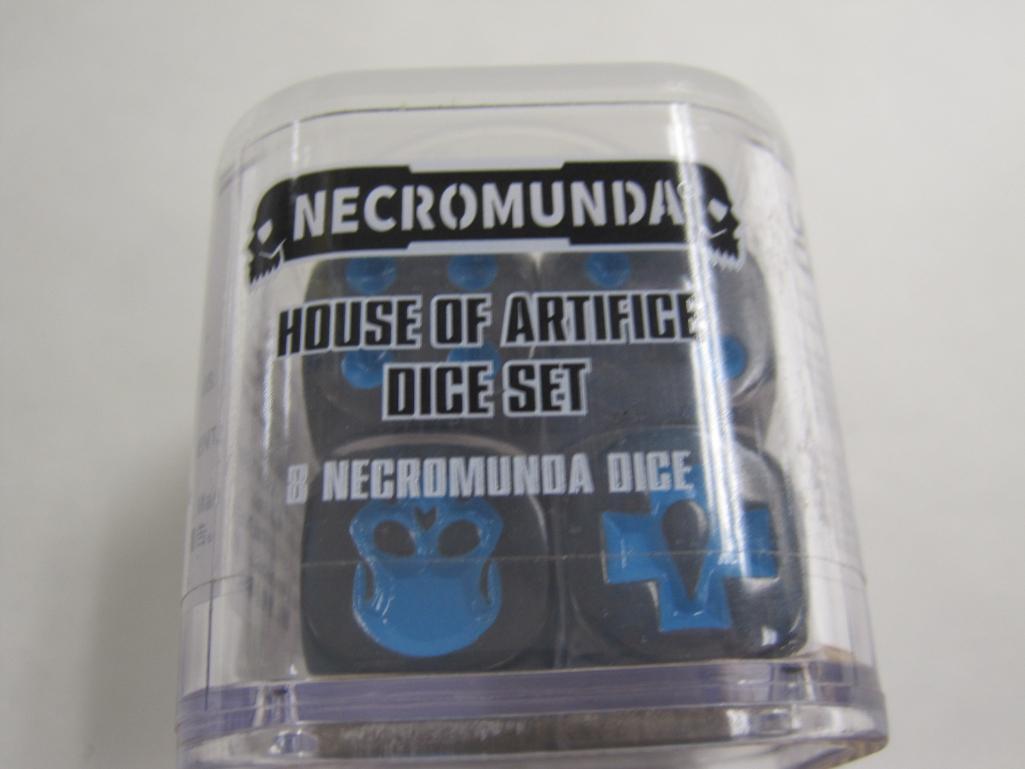 NECROMUNDA
HOUSE OF ARTIFICE
DICE SET
8 NECROMUNDA DICE